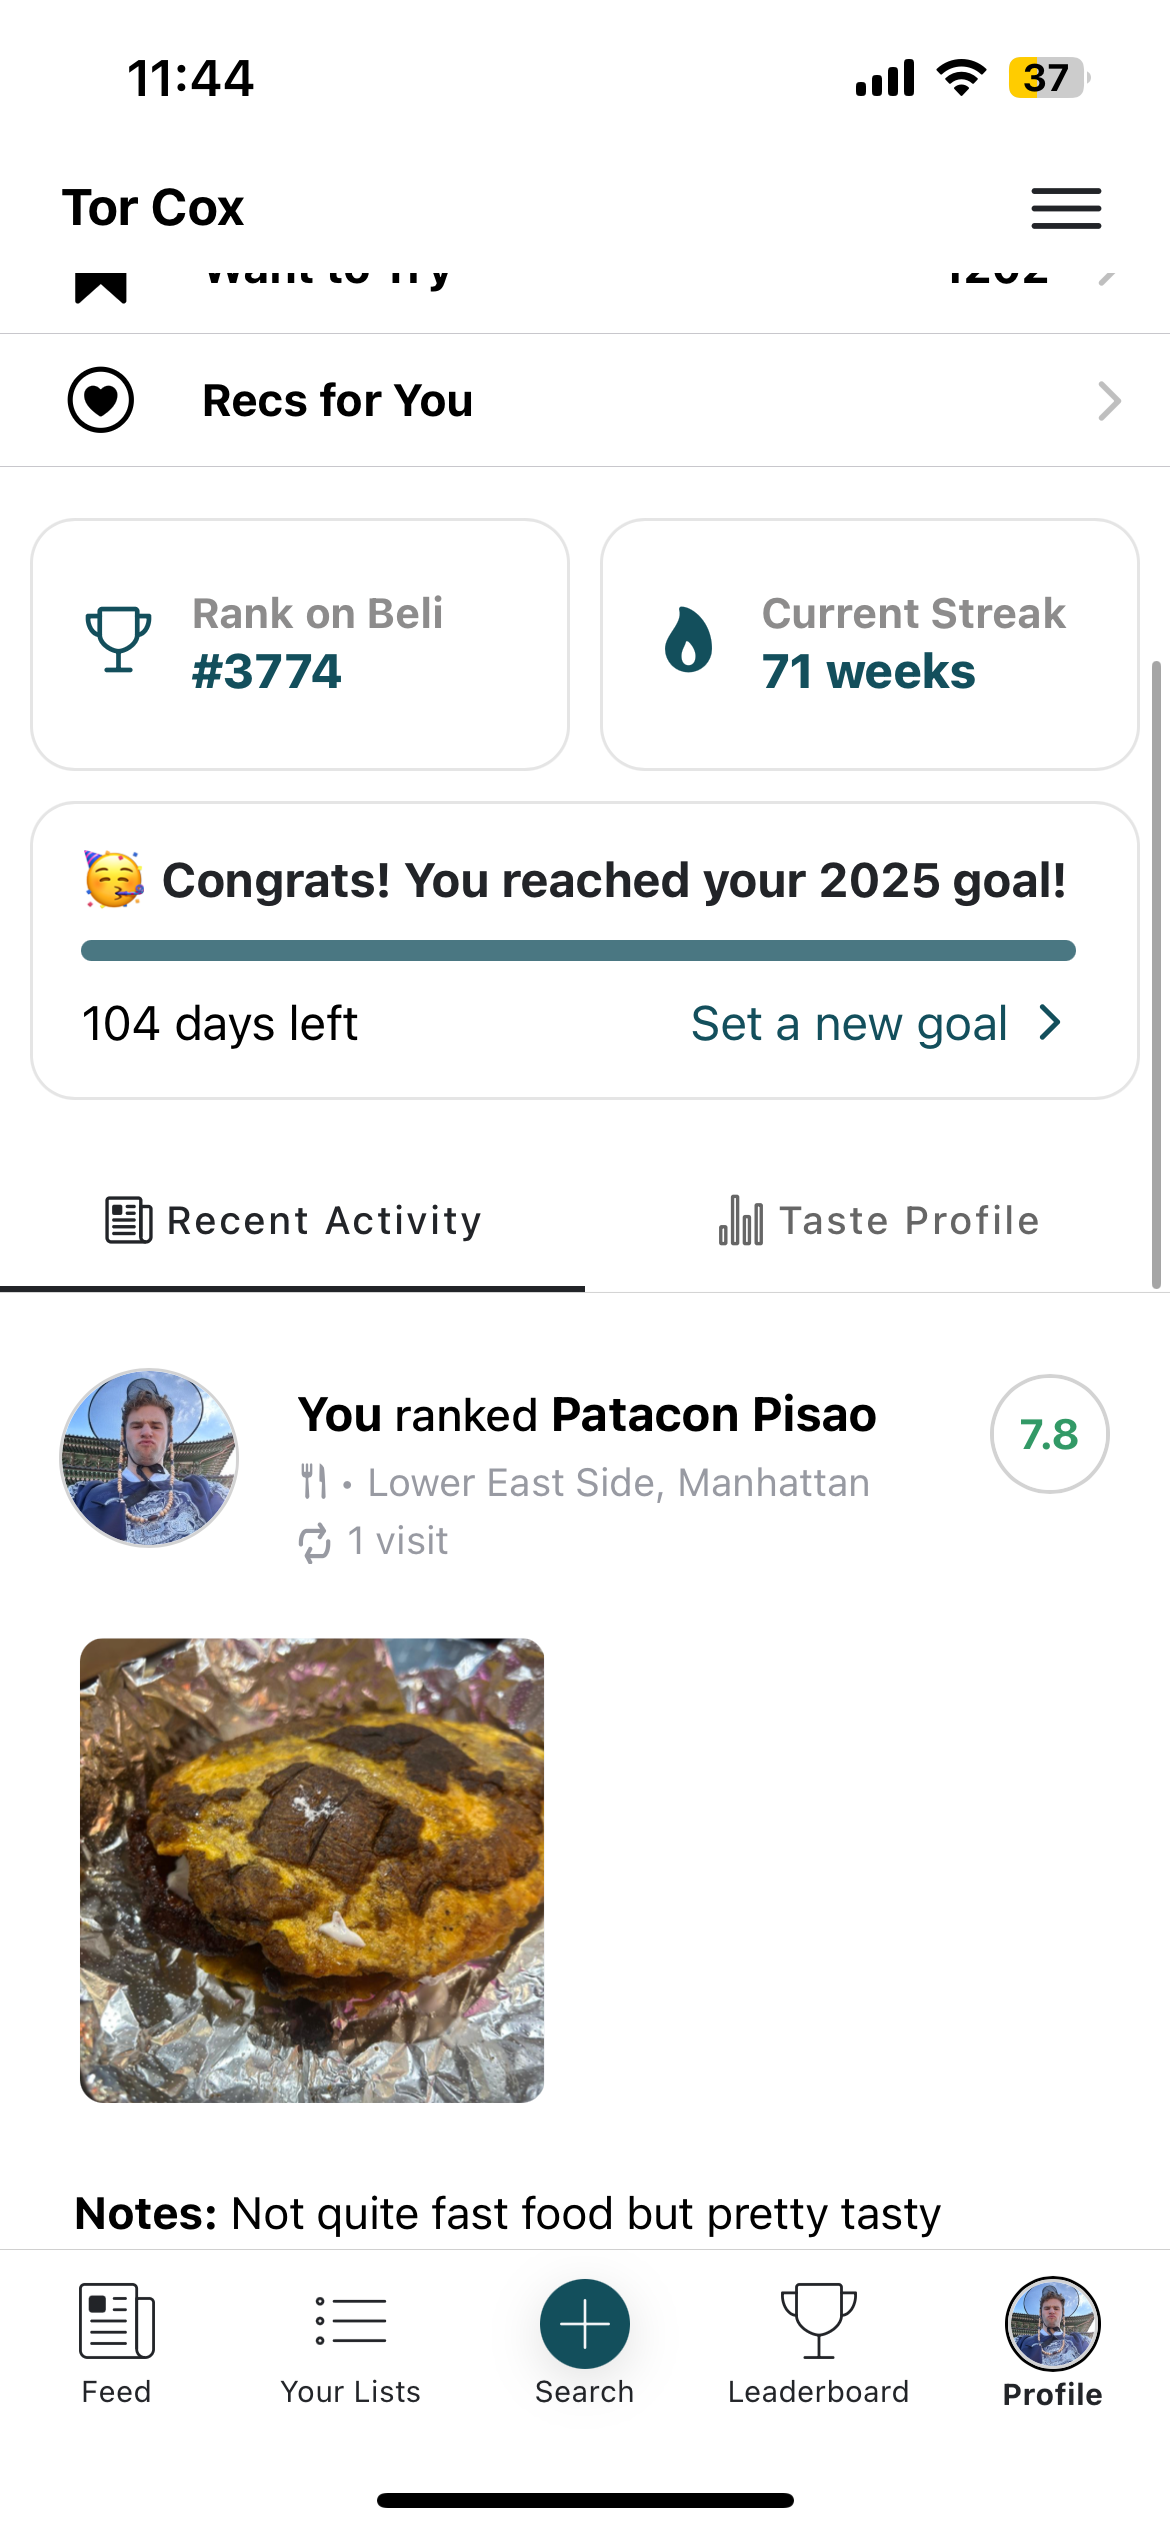 11:44
37
Tor Cox
Want to Try
1202
Recs for You
Rank on Beli
#3774
Current Streak
71 weeks
🥳 Congrats! You reached your 2025 goal!
104 days left
Set a new goal
Recent Activity
Taste Profile
You ranked Patacon Pisao
7.8
• Lower East Side, Manhattan
1 visit
Notes: Not quite fast food but pretty tasty
Feed
Your Lists
Search
Leaderboard
Profile